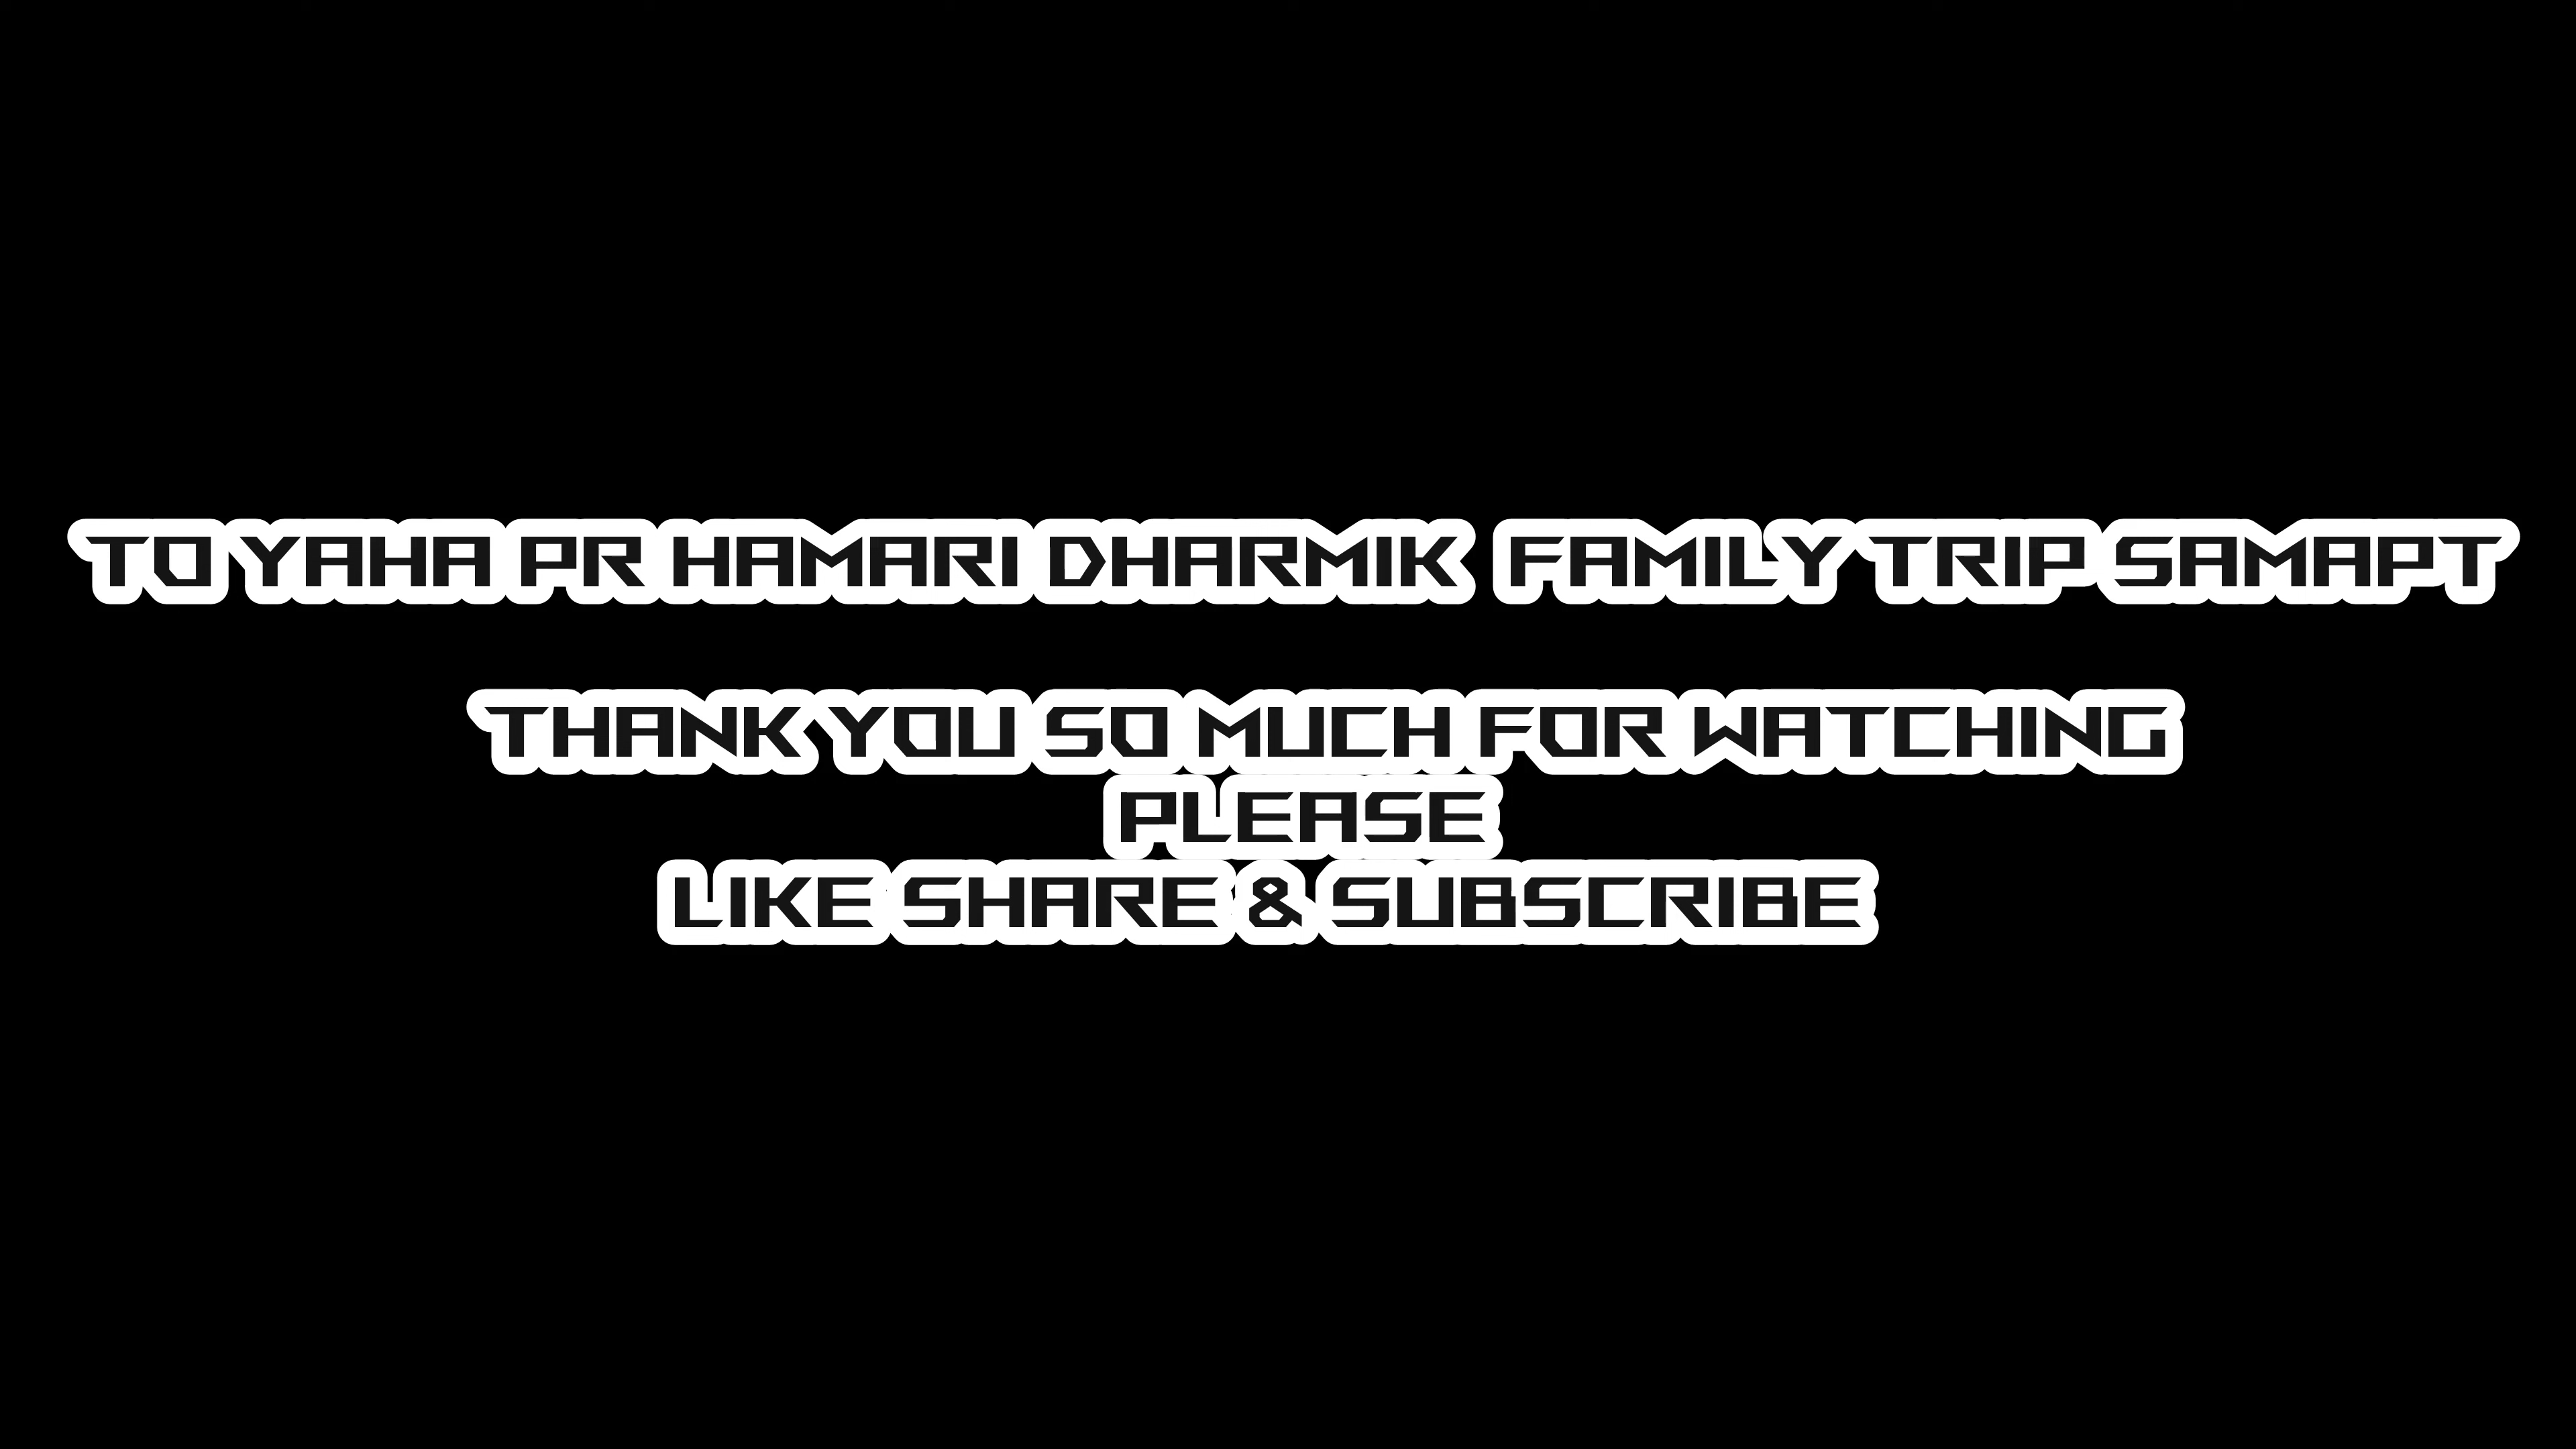 TO YAHA PR HAMARI DHARMIK FAMILY TRIP SAMAPT
THANK YOU SO MUCH FOR WATCHING
PLEASE
LIKE SHARE & SUBSCRIBE